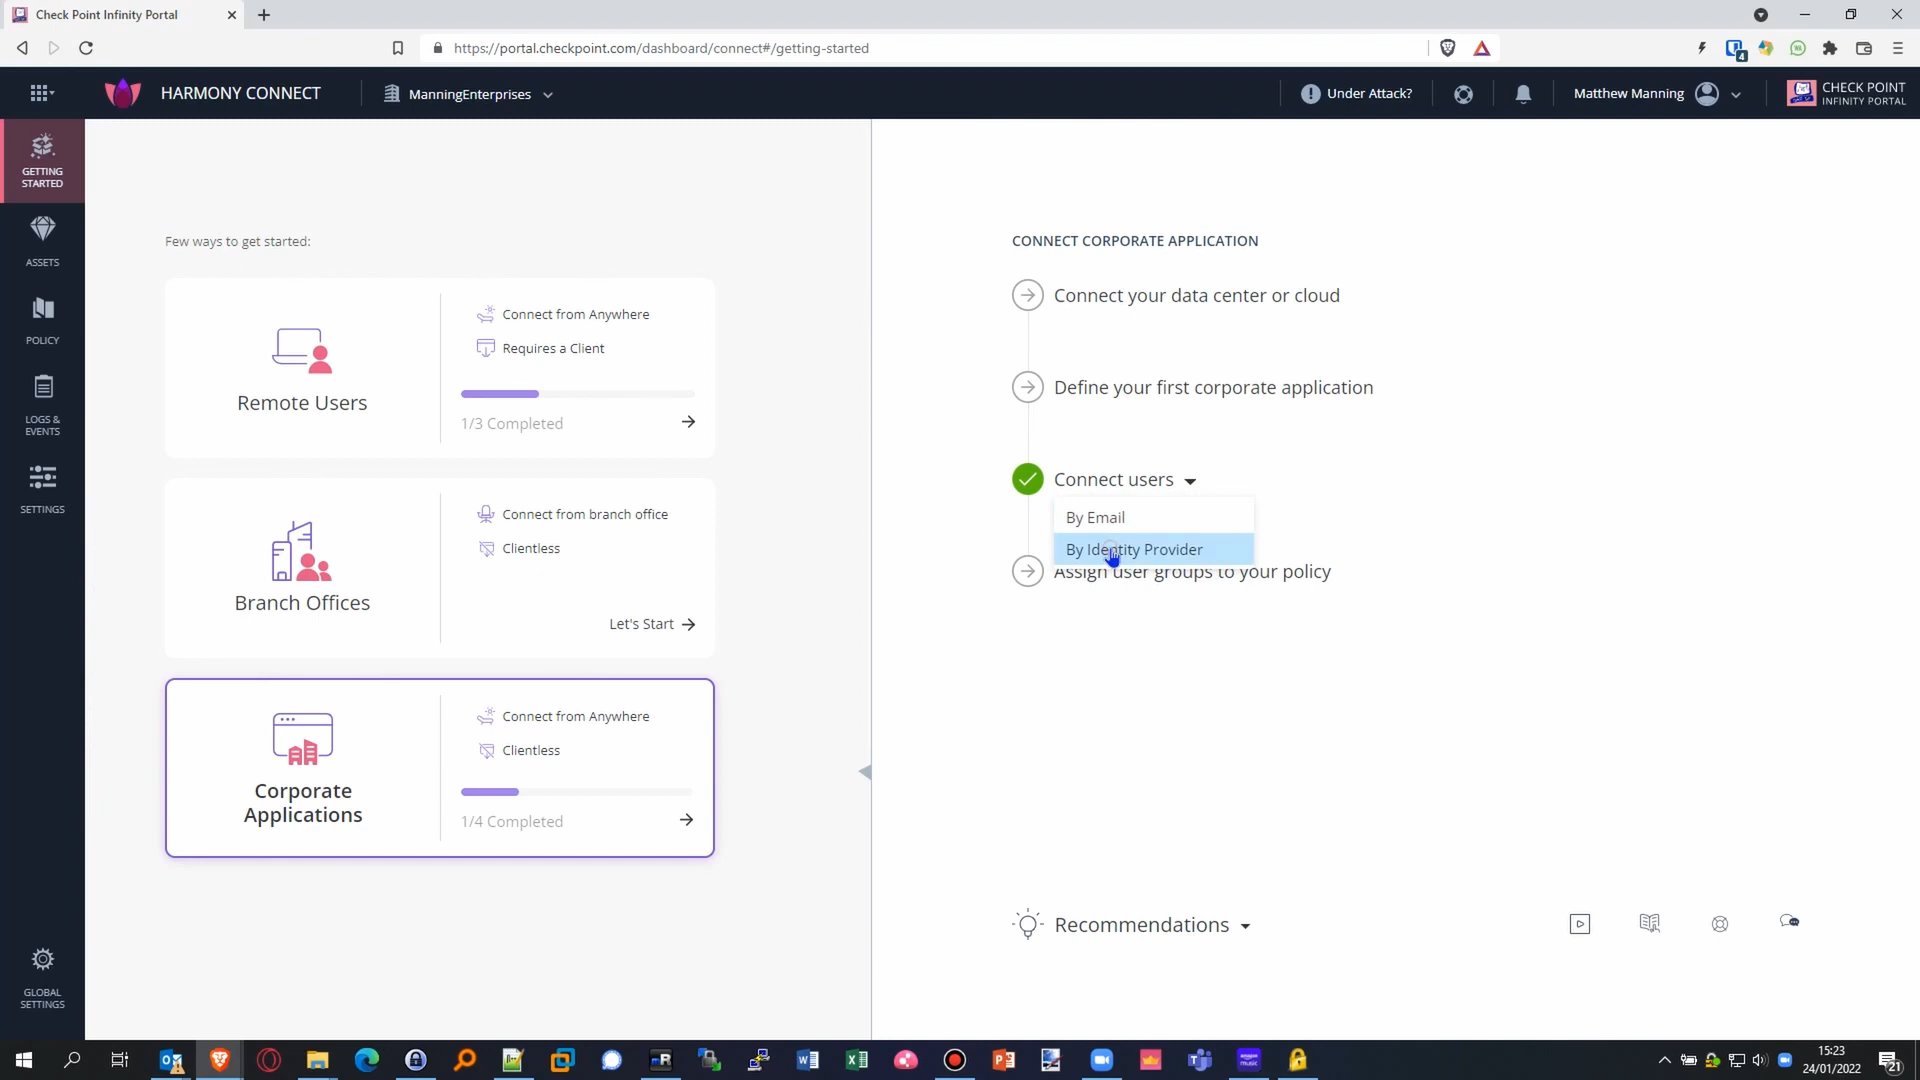 Check Point Infinity Portal
https://portal.checkpoint.com/dashboard/connect#/getting-started
4
HARMONY CONNECT
ManningEnterprises
Under Attack?
Matthew Manning
CHECK POINT
INFINITY PORTAL
GETTING
STARTED
ASSETS
POLICY
LOGS &
EVENTS
SETTINGS
GLOBAL
SETTINGS
Few ways to get started:
Remote Users
Connect from Anywhere
Requires a Client
1/3 Completed
Branch Offices
Connect from branch office
Clientless
Let's Start
Corporate
Applications
Connect from Anywhere
Clientless
1/4 Completed
CONNECT CORPORATE APPLICATION
Connect your data center or cloud
Define your first corporate application
Connect users
By Email
By Identity Provider
Assign user groups to your policy
Recommendations
15:23
24/01/2022
21